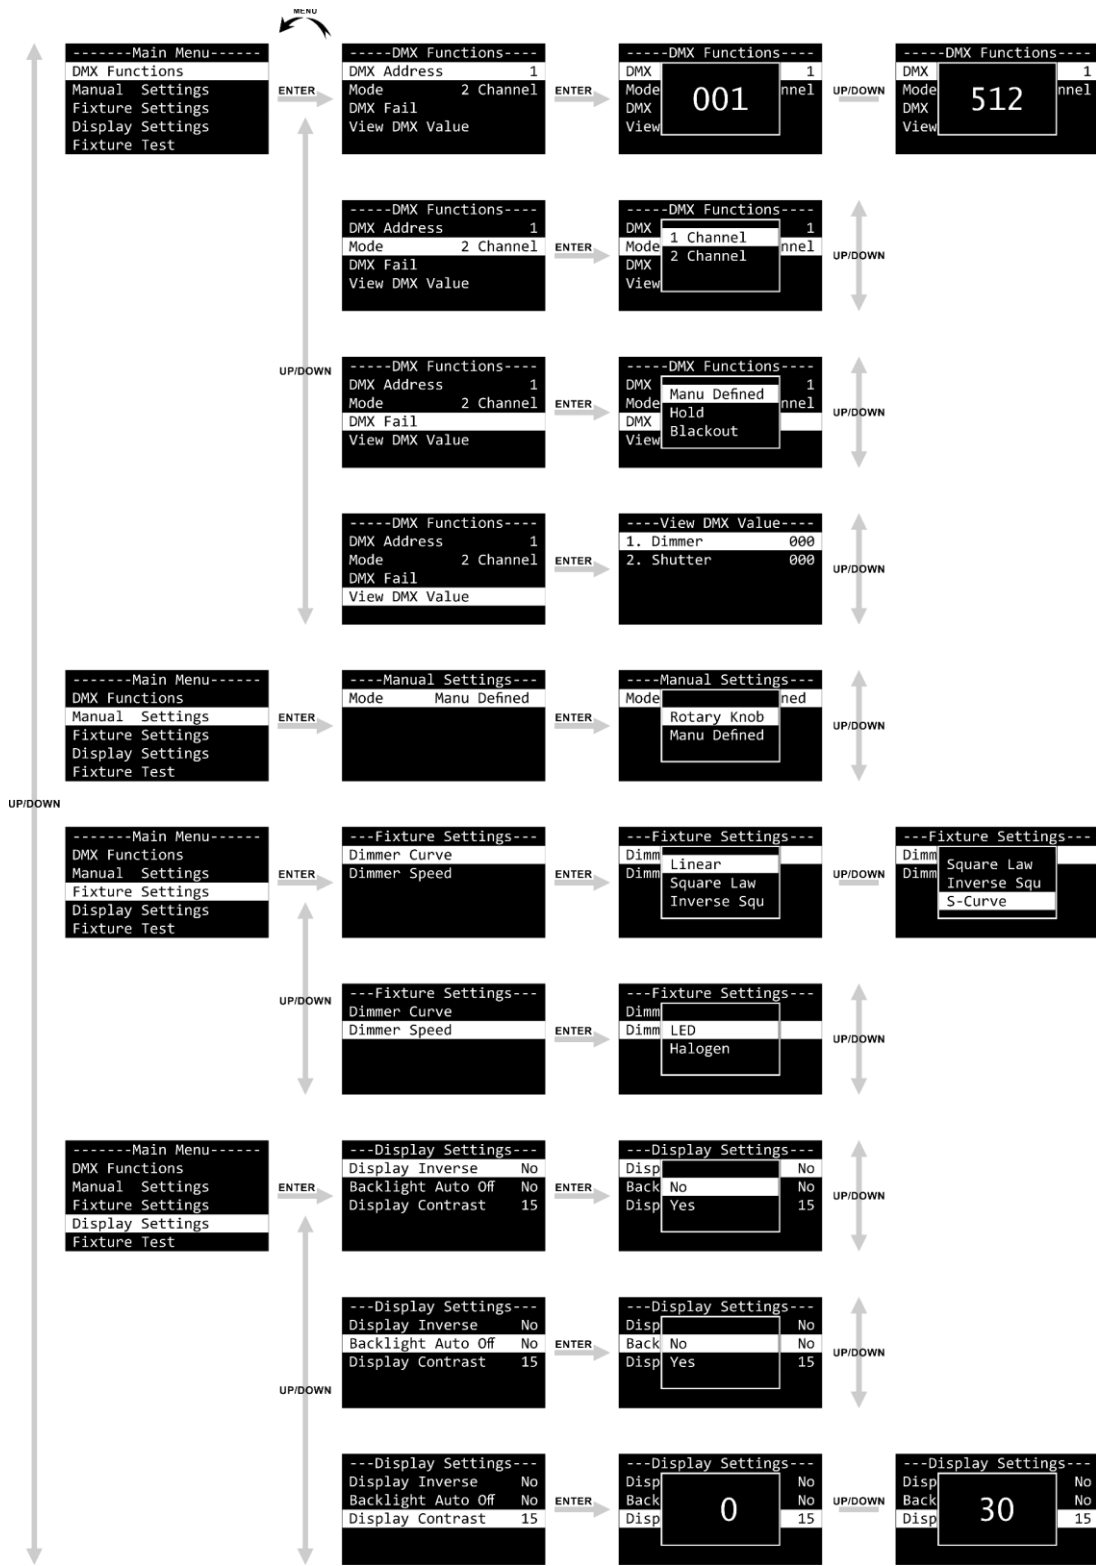 MENU
-------Main Menu------
DMX Functions
Manual  Settings
Fixture Settings
Display Settings
Fixture Test
ENTER
-----DMX Functions----
DMX Address 1
Mode 2 Channel
DMX Fail
View DMX Value
ENTER
-----DMX Functions----
DMX 1
Mode nnel
DMX
View
001
UP/DOWN
-----DMX Functions----
DMX 1
Mode nnel
DMX
View
512
-----DMX Functions----
DMX Address 1
Mode 2 Channel
DMX Fail
View DMX Value
ENTER
-----DMX Functions----
DMX 1
Mode nnel
DMX
View
1 Channel
2 Channel
UP/DOWN
UP/DOWN
-----DMX Functions----
DMX Address 1
Mode 2 Channel
DMX Fail
View DMX Value
ENTER
-----DMX Functions----
DMX 1
Mode nnel
DMX
View
Manu Defined
Hold
Blackout
UP/DOWN
-----DMX Functions----
DMX Address 1
Mode 2 Channel
DMX Fail
View DMX Value
ENTER
----View DMX Value----
1. Dimmer 000
2. Shutter 000
UP/DOWN
-------Main Menu------
DMX Functions
Manual  Settings
Fixture Settings
Display Settings
Fixture Test
ENTER
----Manual Settings---
Mode Manu Defined
ENTER
----Manual Settings---
Mode ned
Rotary Knob
Manu Defined
UP/DOWN
UP/DOWN
-------Main Menu------
DMX Functions
Manual  Settings
Fixture Settings
Display Settings
Fixture Test
ENTER
---Fixture Settings---
Dimmer Curve
Dimmer Speed
ENTER
---Fixture Settings---
Dimm
Dimm
Linear
Square Law
Inverse Squ
UP/DOWN
---Fixture Settings---
Dimm
Dimm
Square Law
Inverse Squ
S-Curve
UP/DOWN
---Fixture Settings---
Dimmer Curve
Dimmer Speed
ENTER
---Fixture Settings---
Dimm
Dimm
LED
Halogen
UP/DOWN
-------Main Menu------
DMX Functions
Manual  Settings
Fixture Settings
Display Settings
Fixture Test
ENTER
---Display Settings---
Display Inverse No
Backlight Auto Off No
Display Contrast 15
ENTER
---Display Settings---
Disp No
Back No
Disp 15
No
Yes
UP/DOWN
UP/DOWN
---Display Settings---
Display Inverse No
Backlight Auto Off No
Display Contrast 15
ENTER
---Display Settings---
Disp No
Back No
Disp 15
No
Yes
UP/DOWN
---Display Settings---
Display Inverse No
Backlight Auto Off No
Display Contrast 15
ENTER
---Display Settings---
Disp No
Back No
Disp 15
0
UP/DOWN
---Display Settings---
Disp No
Back No
Disp 15
30